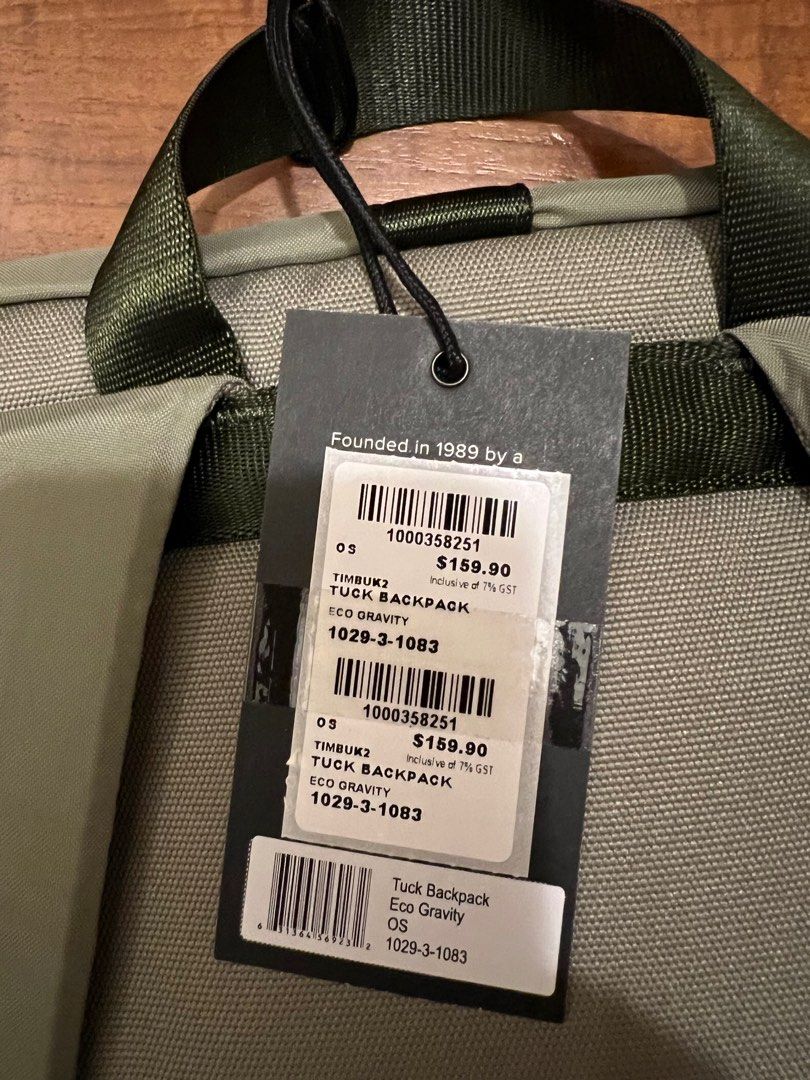 Founded in 1989 by a
1000358251
OS
$159.90
Inclusive of 7% GST
TIMBUK2
TUCK BACKPACK
ECO GRAVITY
1029-3-1083
1000358251
OS
$159.90
Inclusive of 7% GST
TIMBUK2
TUCK BACKPACK
ECO GRAVITY
1029-3-1083
Tuck Backpack
Eco Gravity
OS
1029-3-1083